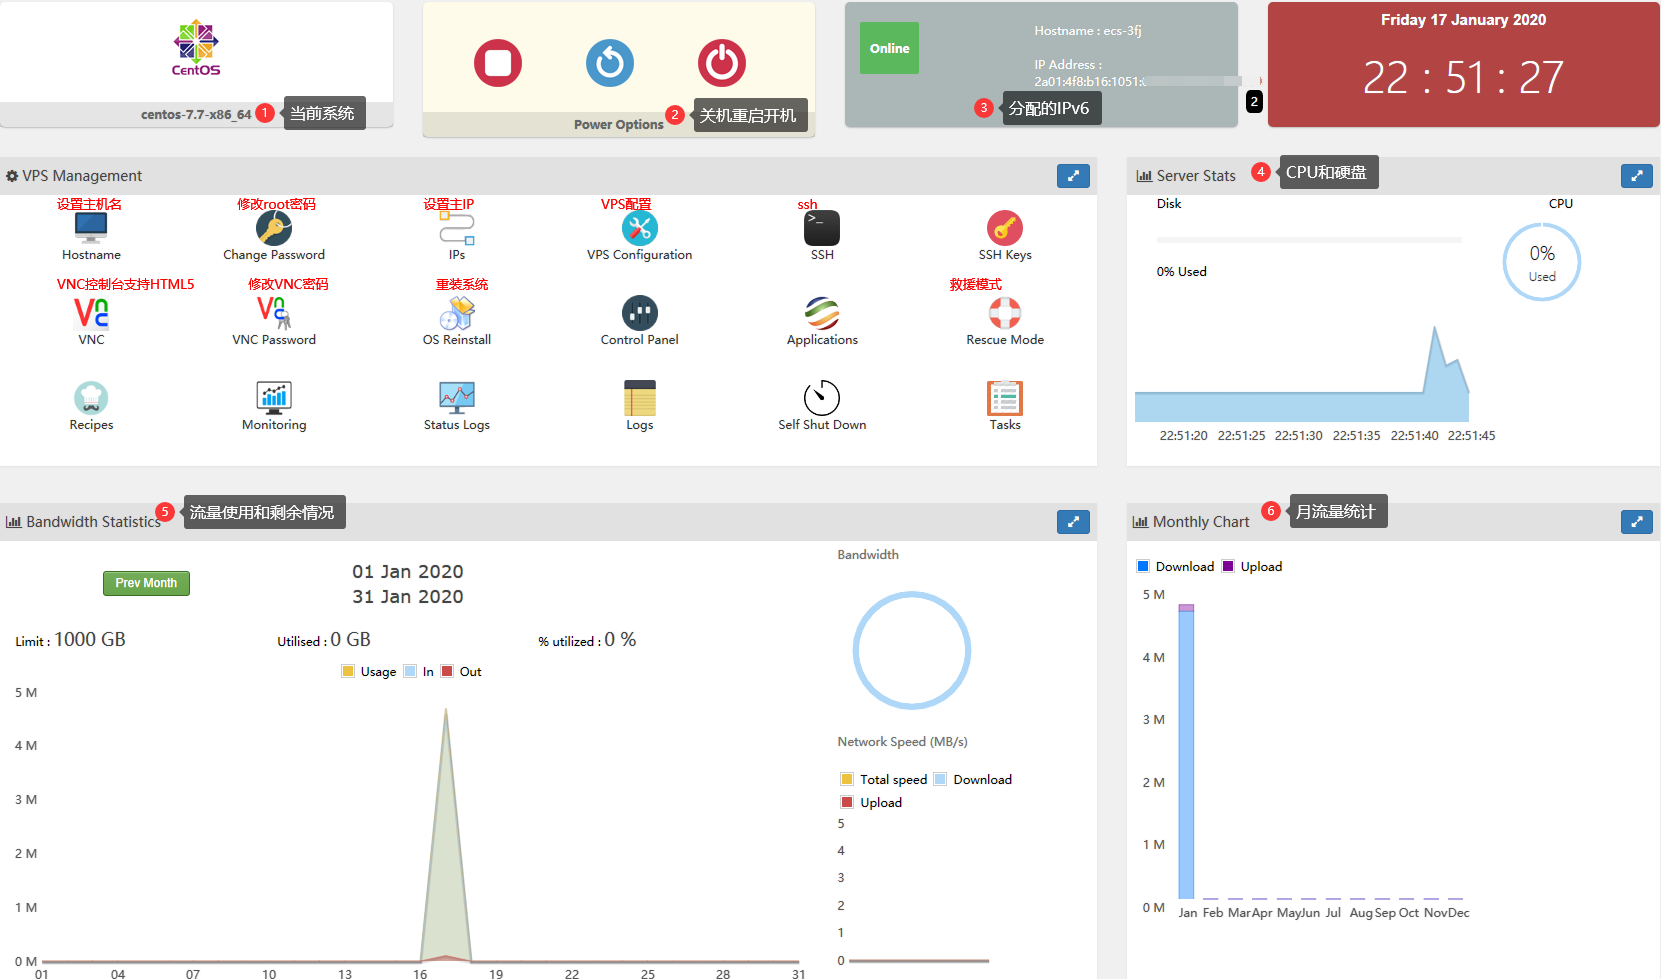 CentOS
centos-7.7-x86_64
1
当前系统
Power Options
2
关机重启开机
Online
Hostname : ecs-3fj
IP Address :
2a01:4f8:b16:1051:
3
分配的IPv6
2
Friday 17 January 2020
22 : 51 : 27
VPS Management
设置主机名
修改root密码
设置主IP
VPS配置
ssh
Hostname
Change Password
IPs
VPS Configuration
SSH
SSH Keys
VNC控制台支持HTML5
修改VNC密码
重装系统
救援模式
VNC
VNC Password
OS Reinstall
Control Panel
Applications
Rescue Mode
Recipes
Monitoring
Status Logs
Logs
Self Shut Down
Tasks
Server Stats
4
CPU和硬盘
Disk
CPU
0% Used
0%
Used
22:51:20 22:51:25 22:51:30 22:51:35 22:51:40 22:51:45
Bandwidth Statistics
5
流量使用和剩余情况
Prev Month
01 Jan 2020
31 Jan 2020
Limit : 1000 GB
Utilised : 0 GB
% utilized : 0 %
Usage In Out
5 M
4 M
3 M
2 M
1 M
0 M
01 04 07 10 13 16 19 22 25 28 31
Bandwidth
Network Speed (MB/s)
Total speed Download
Upload
5
4
3
2
1
0
Monthly Chart
6
月流量统计
Download Upload
5 M
4 M
3 M
2 M
1 M
0 M
Jan Feb Mar Apr May Jun Jul Aug Sep Oct Nov Dec